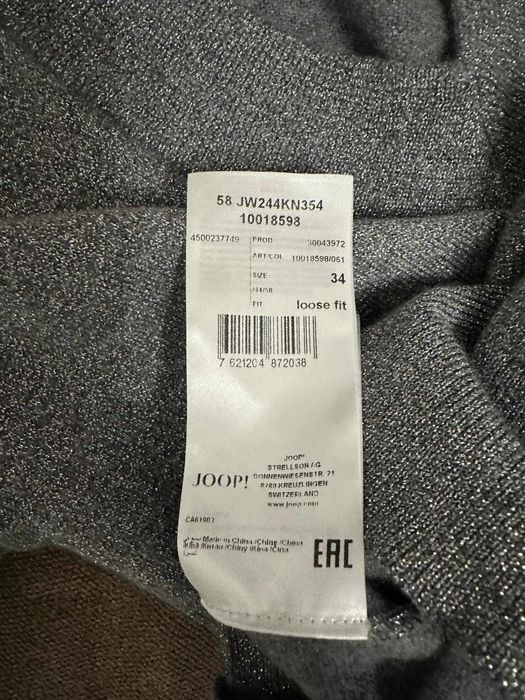 58 JW244KN354
10018598
4500237749 PROD 30043972
ART/COL 10018598/061
SIZE 34
FIT loose fit
7 621204 872038
JOOP!
STRELLSON AG
SONNENWIESENSTR. 21
8280 KREUZLINGEN
SWITZERLAND
www.joop.com
JOOP!
Made in China /Chine /China
EAC